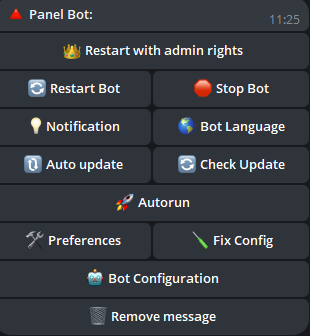 Panel Bot:
11:25
Restart with admin rights
Restart Bot
Stop Bot
Notification
Bot Language
Auto update
Check Update
Autorun
Preferences
Fix Config
Bot Configuration
Remove message